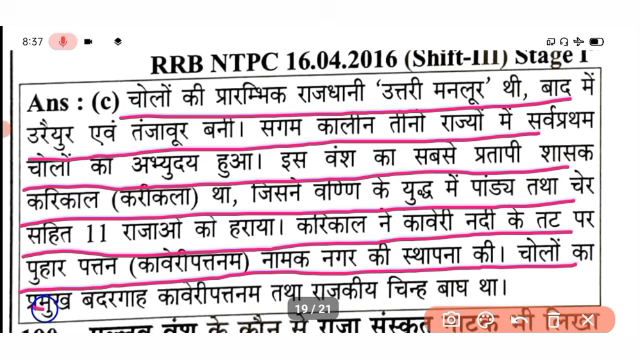 8:37
RRB NTPC 16.04.2016 (Shift-III) Stage I
Ans : (c) चोलों की प्रारम्भिक राजधानी 'उत्तरी मनलूर' थी, बाद में
उरैयुर एवं तंजावूर बनी। सगम कालीन तीनों राज्यों में सर्वप्रथम
चोलों का अभ्युदय हुआ। इस वंश का सबसे प्रतापी शासक
करिकाल (करीकला) था, जिसने वण्णि के युद्ध में पांड्य तथा चेर
सहित 11 राजाओं को हराया। करिकाल ने कावेरी नदी के तट पर
पुहार पत्तन (कावेरीपत्तनम) नामक नगर की स्थापना की। चोलों का
प्रमुख बदरगाह कावेरीपत्तनम तथा राजकीय चिन्ह बाघ था।
19/21
वंश के कौन से राजा संस्कृत